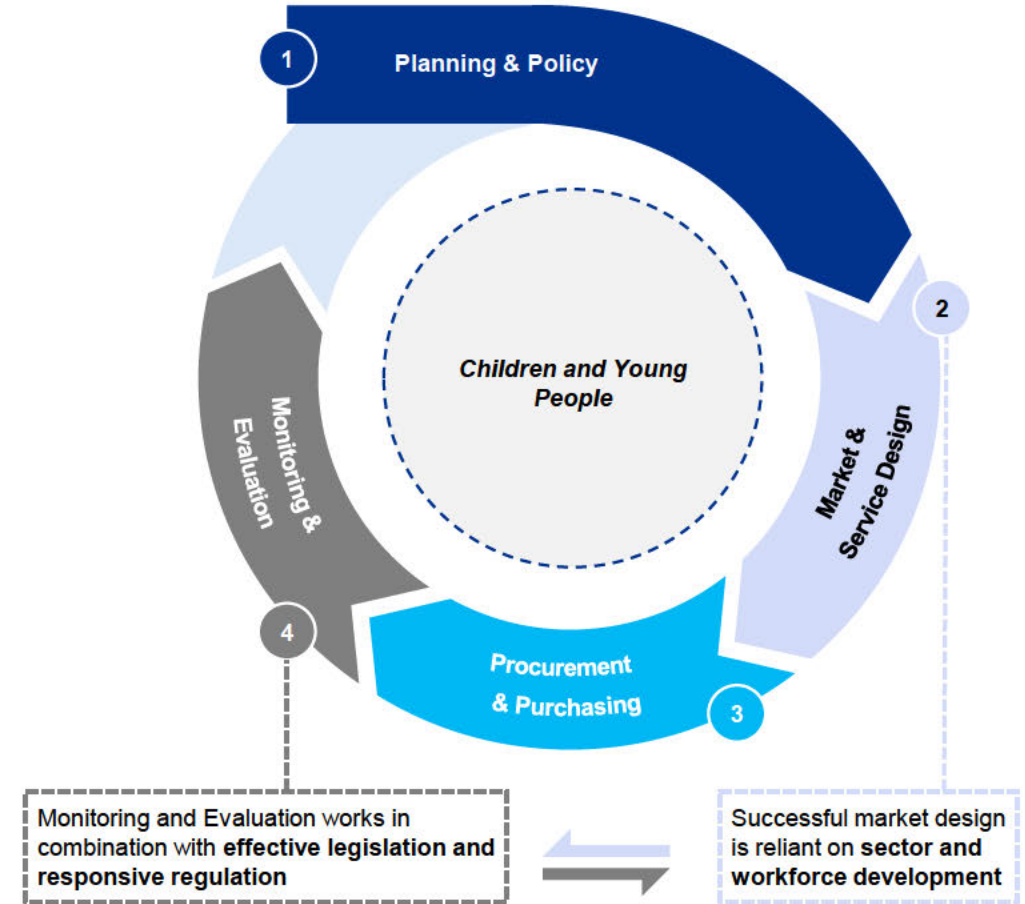 1
Planning & Policy
2
Children and Young
People
Market &
Service Design
Monitoring &
Evaluation
4
Procurement
& Purchasing
3
Monitoring and Evaluation works in
combination with effective legislation and
responsive regulation
Successful market design
is reliant on sector and
workforce development